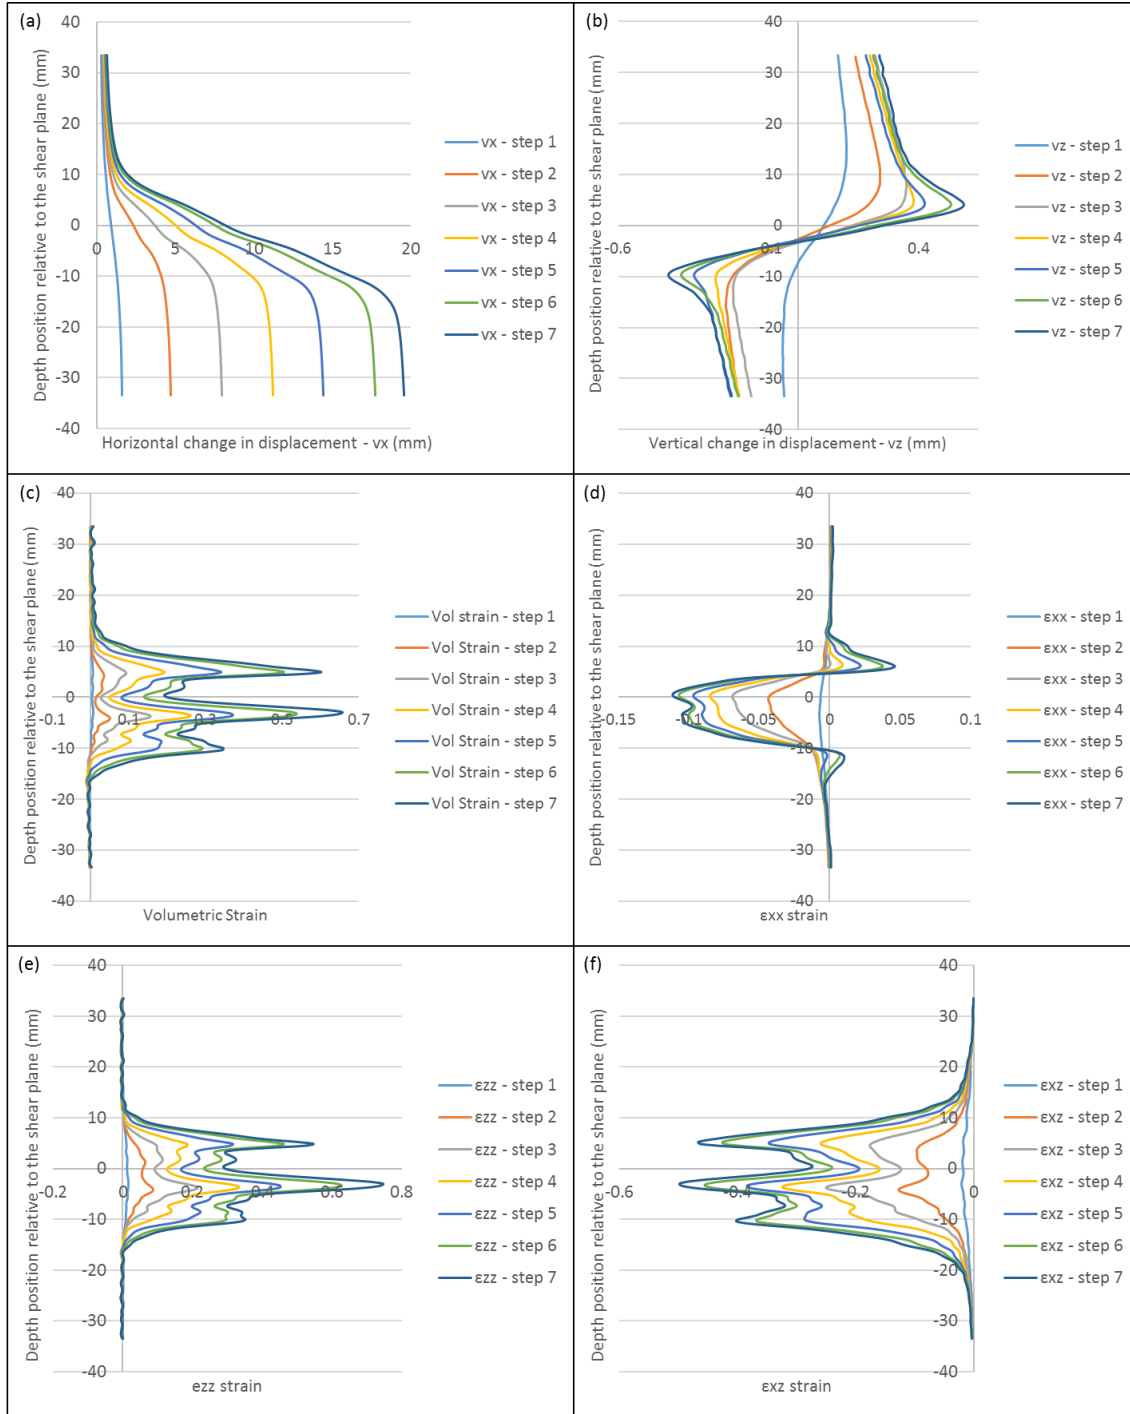 (a)
Depth position relative to the shear plane (mm)
40
30
20
10
0
-10
-20
-30
-40
0 5 10 15 20
Horizontal change in displacement - vx (mm)
vx - step 1
vx - step 2
vx - step 3
vx - step 4
vx - step 5
vx - step 6
vx - step 7
(b)
Depth position relative to the shear plane (mm)
40
30
20
10
0
-10
-20
-30
-40
-0.6 -0.1 0.4
Vertical change in displacement - vz (mm)
vz - step 1
vz - step 2
vz - step 3
vz - step 4
vz - step 5
vz - step 6
vz - step 7
(c)
Depth position relative to the shear plane (mm)
40
30
20
10
0
-10
-20
-30
-40
-0.1 0.1 0.3 0.5 0.7
Volumetric Strain
Vol strain - step 1
Vol strain - step 2
Vol Strain - step 3
Vol Strain - step 4
Vol Strain - step 5
Vol Strain - step 6
Vol Strain - step 7
(d)
Depth position relative to the shear plane (mm)
40
30
20
10
0
-10
-20
-30
-40
-0.15 -0.1 -0.05 0 0.05 0.1
εxx strain
εxx - step 1
εxx - step 2
εxx - step 3
εxx - step 4
εxx - step 5
εxx - step 6
εxx - step 7
(e)
Depth position relative to the shear plane (mm)
40
30
20
10
0
-10
-20
-30
-40
-0.2 0 0.2 0.4 0.6 0.8
ezz strain
εzz - step 1
εzz - step 2
εzz - step 3
εzz - step 4
εzz - step 5
εzz - step 6
εzz - step 7
(f)
Depth position relative to the shear plane (mm)
40
30
20
10
0
-10
-20
-30
-40
-0.6 -0.4 -0.2 0
εxz strain
εxz - step 1
εxz - step 2
εxz - step 3
εxz - step 4
εxz - step 5
εxz - step 6
εxz - step 7